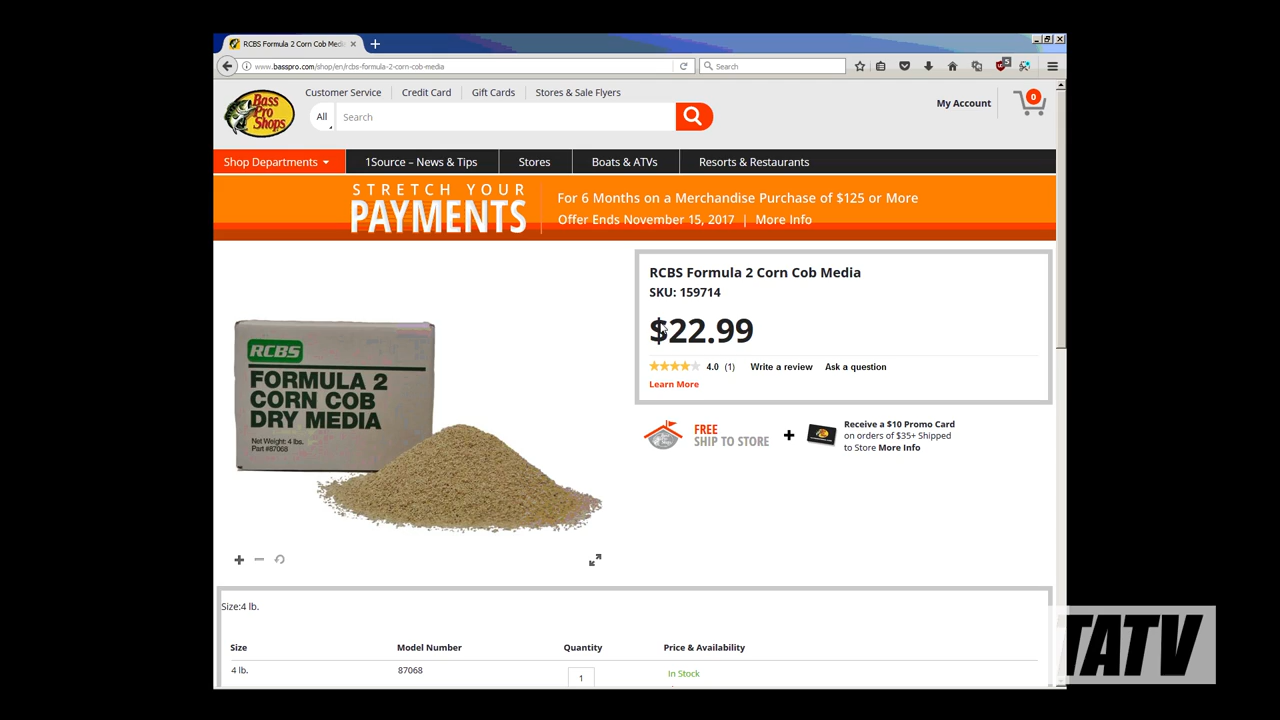 RCBS Formula 2 Corn Cob Med
www.basspro.com/shop/en/rcbs-formula-2-corn-cob-media
Search
5
Customer Service
Credit Card
Gift Cards
Stores & Sale Flyers
Bass
Pro
Shops
All
Search
My Account
0
Shop Departments
1Source – News & Tips
Stores
Boats & ATVs
Resorts & Restaurants
STRETCH YOUR
PAYMENTS
For 6 Months on a Merchandise Purchase of $125 or More
Offer Ends November 15, 2017 | More Info
RCBS Formula 2 Corn Cob Media
SKU: 159714
$22.99
4.0 (1) Write a review Ask a question
Learn More
RCBS
FORMULA 2
CORN COB
DRY MEDIA
Net Weight: 4 lbs.
Part #87068
FREE
SHIP TO STORE
+
Receive a $10 Promo Card
on orders of $35+ Shipped
to Store More Info
Size:4 lb.
Size Model Number Quantity Price & Availability
4 lb. 87068 1 In Stock
TATV